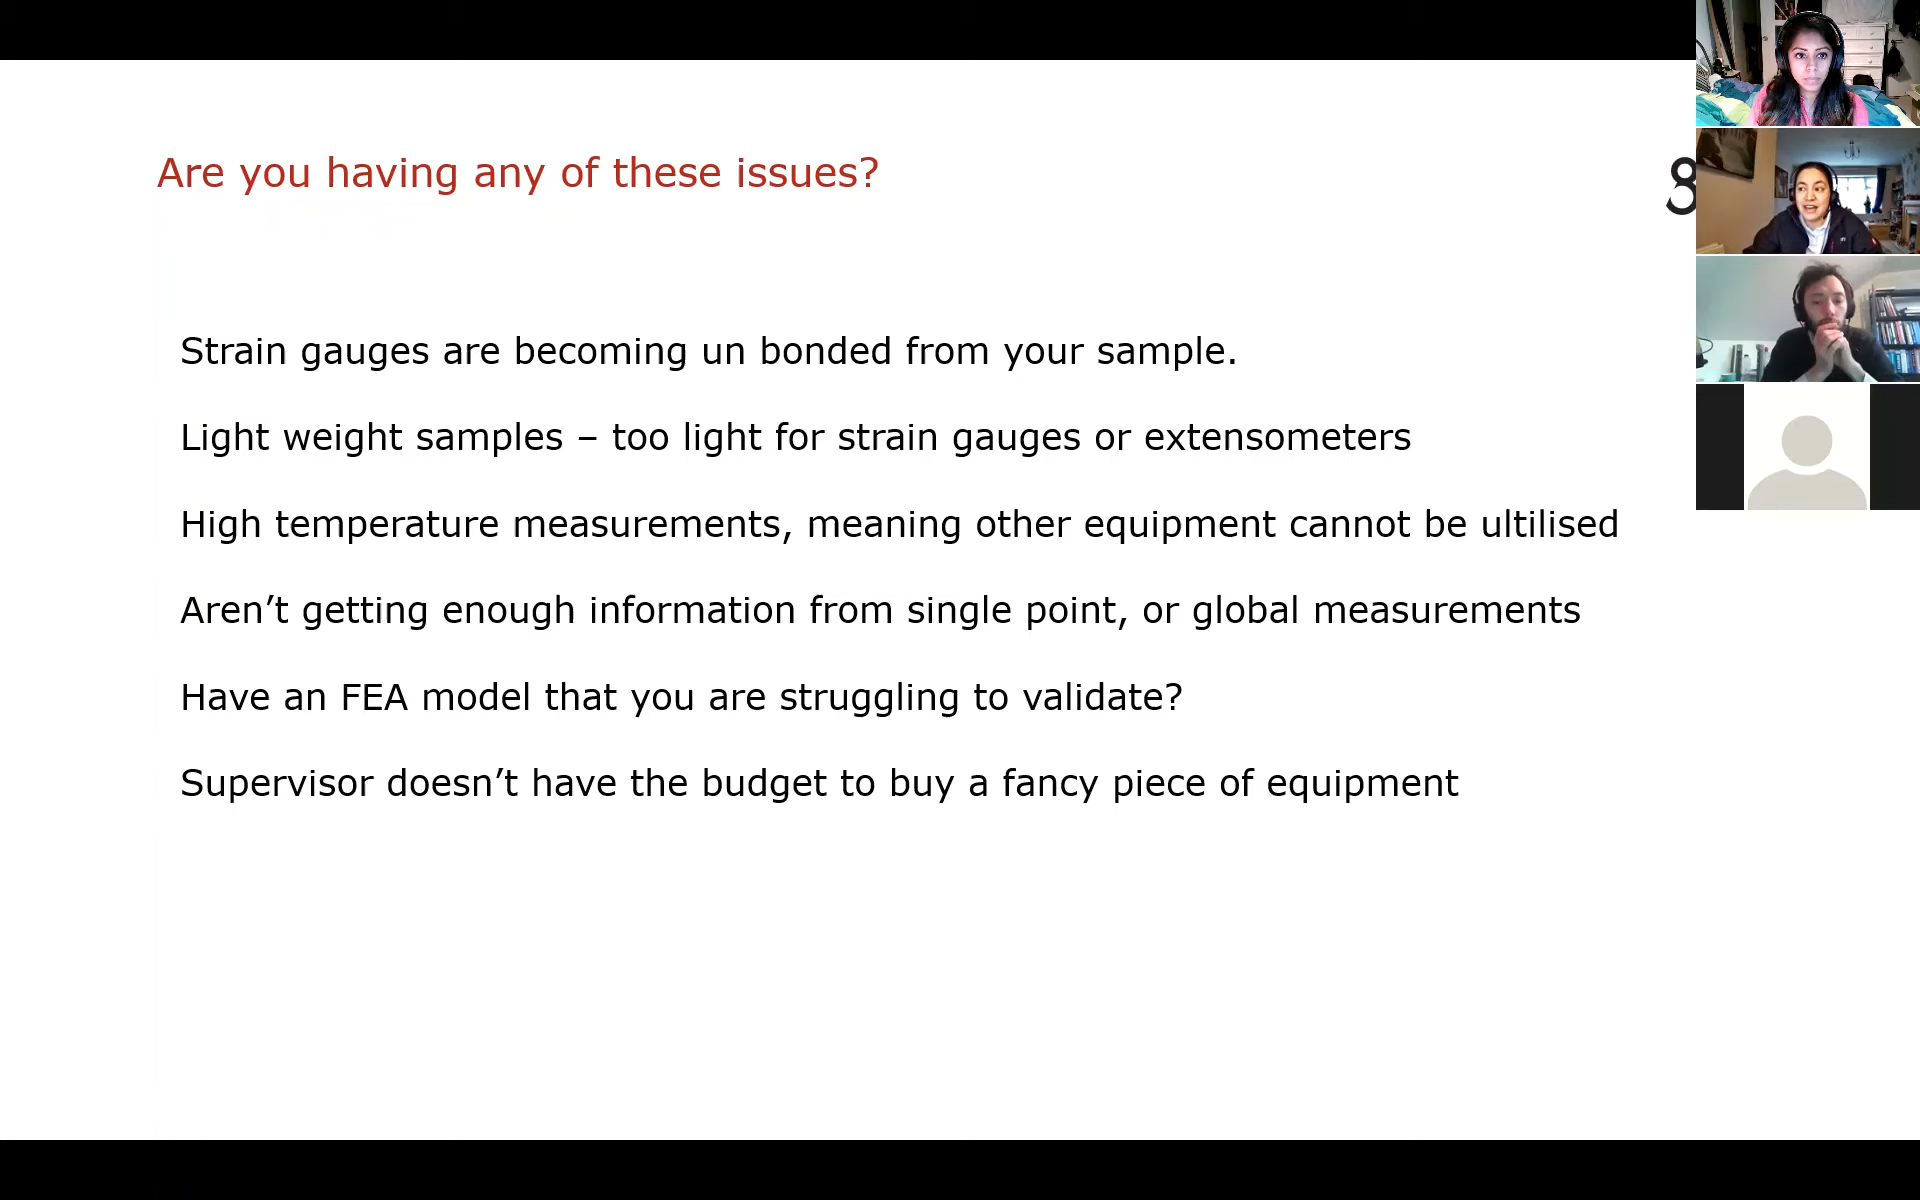 Are you having any of these issues?
Strain gauges are becoming un bonded from your sample.
Light weight samples – too light for strain gauges or extensometers
High temperature measurements, meaning other equipment cannot be ultilised
Aren’t getting enough information from single point, or global measurements
Have an FEA model that you are struggling to validate?
Supervisor doesn’t have the budget to buy a fancy piece of equipment